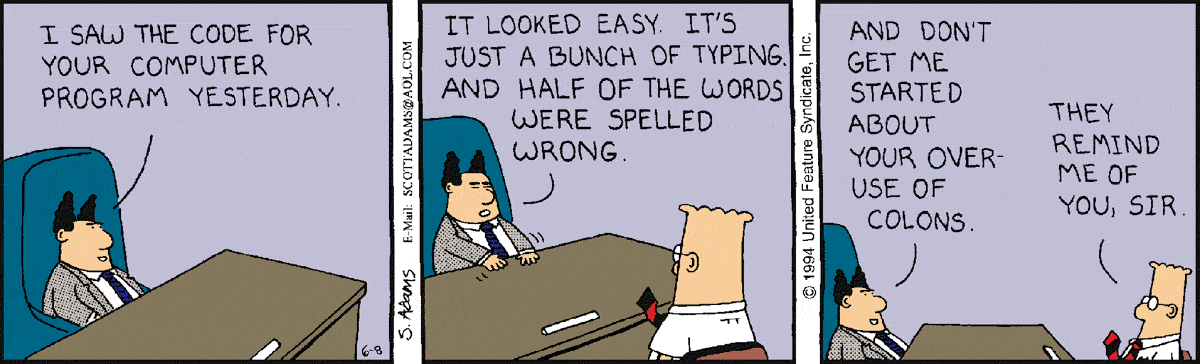 I SAW THE CODE FOR
YOUR COMPUTER
PROGRAM YESTERDAY.
6-8
S. Adams
E-Mail: SCOTTADAMS@AOL.COM
IT LOOKED EASY. IT'S
JUST A BUNCH OF TYPING.
AND HALF OF THE WORDS
WERE SPELLED
WRONG.
© 1994 United Feature Syndicate, Inc.
AND DON'T
GET ME
STARTED
ABOUT
YOUR OVER-
USE OF
COLONS.
THEY
REMIND
ME OF
YOU, SIR.